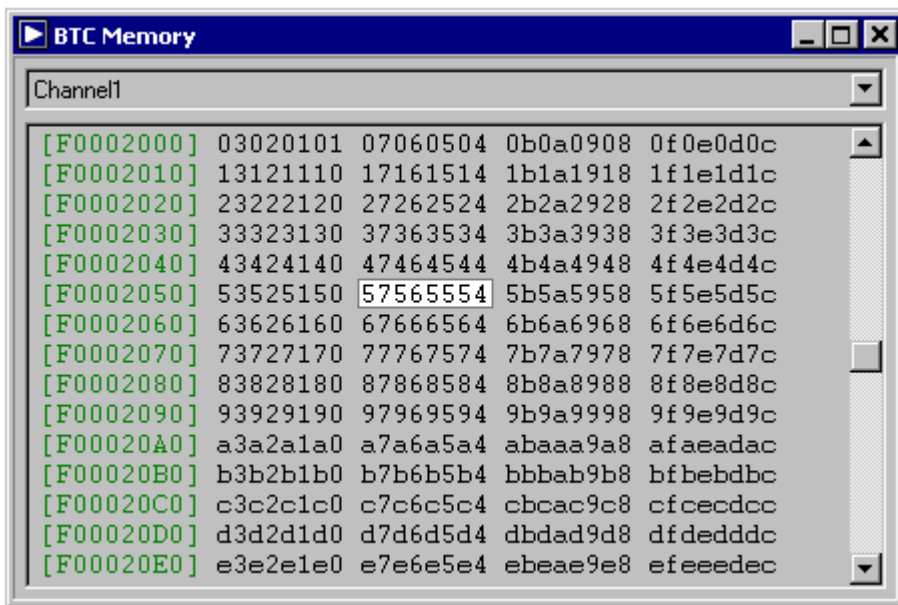 BTC Memory
Channel1
[F0002000] 03020101 07060504 0b0a0908 0f0e0d0c
[F0002010] 13121110 17161514 1b1a1918 1f1e1d1c
[F0002020] 23222120 27262524 2b2a2928 2f2e2d2c
[F0002030] 33323130 37363534 3b3a3938 3f3e3d3c
[F0002040] 43424140 47464544 4b4a4948 4f4e4d4c
[F0002050] 53525150 57565554 5b5a5958 5f5e5d5c
[F0002060] 63626160 67666564 6b6a6968 6f6e6d6c
[F0002070] 73727170 77767574 7b7a7978 7f7e7d7c
[F0002080] 83828180 87868584 8b8a8988 8f8e8d8c
[F0002090] 93929190 97969594 9b9a9998 9f9e9d9c
[F00020A0] a3a2a1a0 a7a6a5a4 abaaa9a8 afaeadac
[F00020B0] b3b2b1b0 b7b6b5b4 bbbab9b8 bfbebdbc
[F00020C0] c3c2c1c0 c7c6c5c4 cbcac9c8 cfcecdcc
[F00020D0] d3d2d1d0 d7d6d5d4 dbdad9d8 dfdedddc
[F00020E0] e3e2e1e0 e7e6e5e4 ebeae9e8 efeeedec